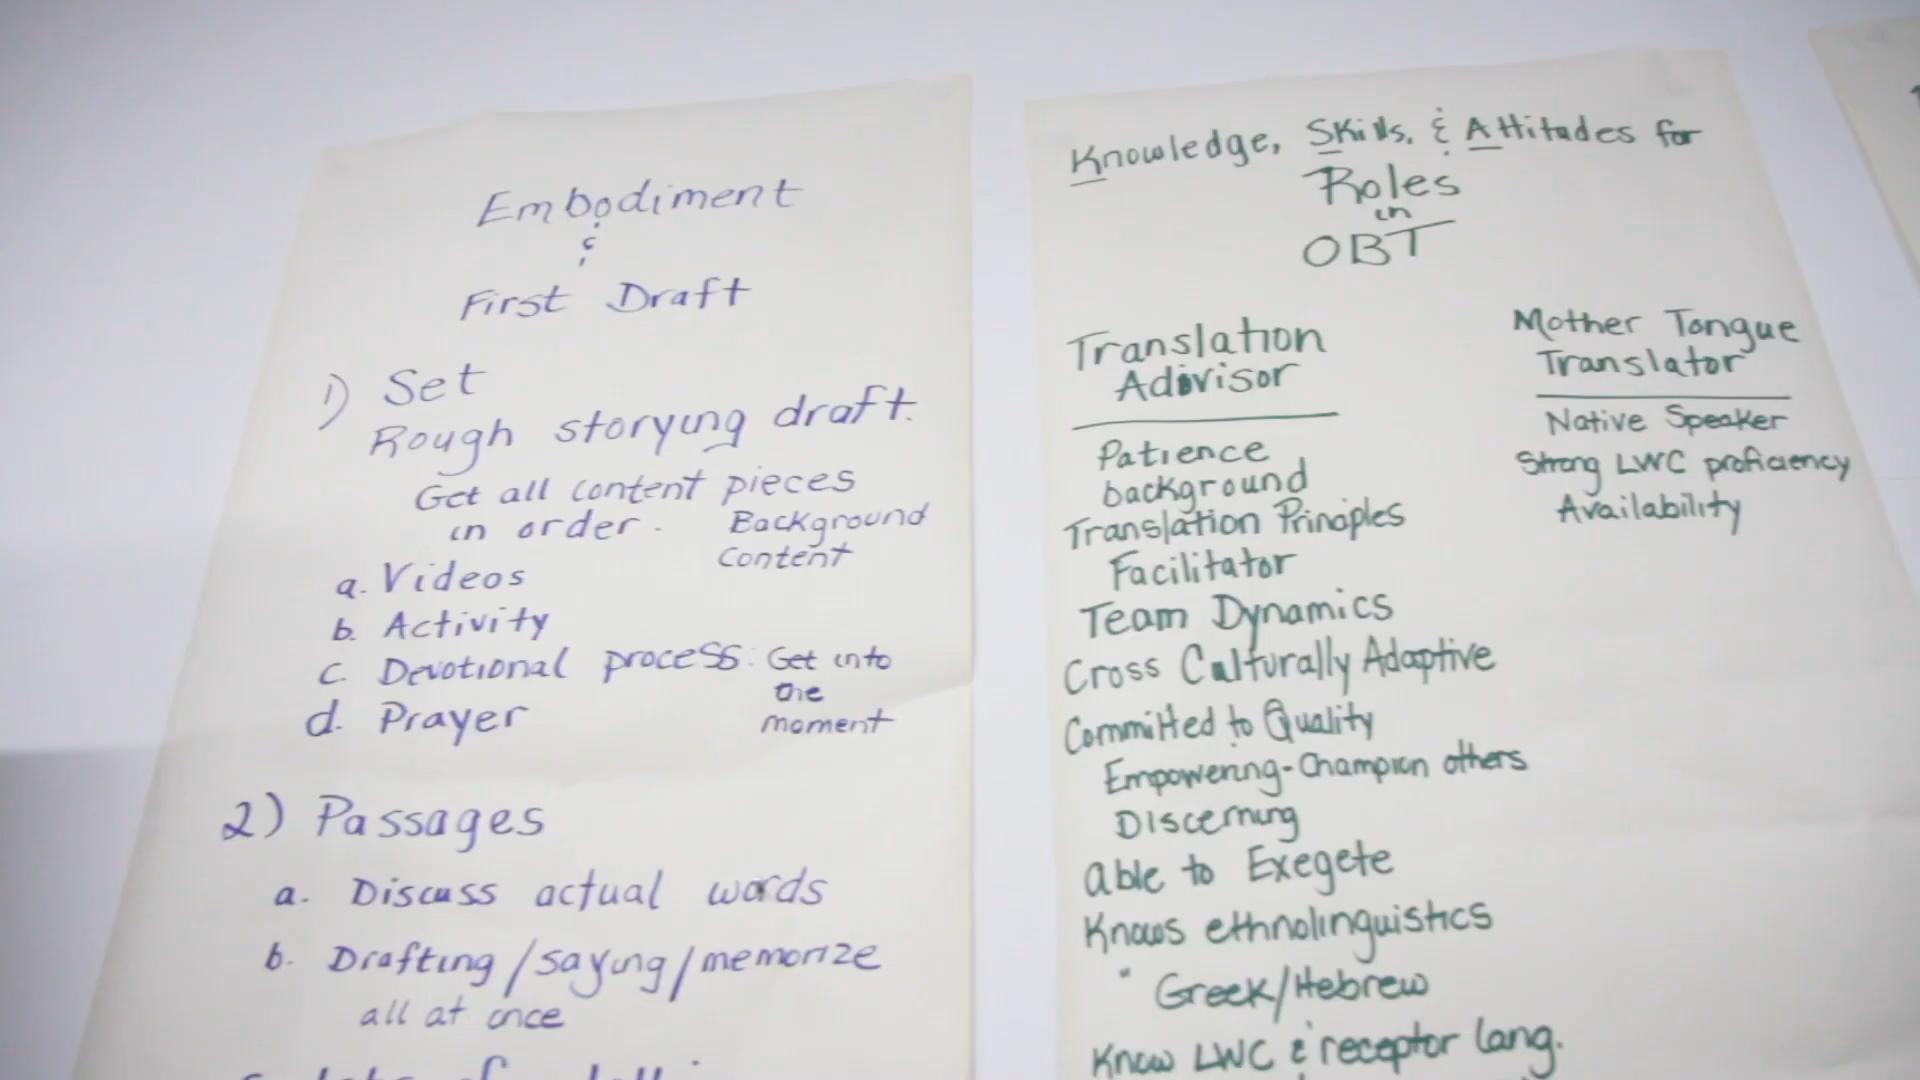 Embodiment
&
First Draft
1) Set
Rough storying draft.
Get all content pieces
in order.
Background
Content
a. Videos
b. Activity
c. Devotional process: Get into
the
moment
d. Prayer
2) Passages
a. Discuss actual words
b. Drafting/saying/memorize
all at once
Knowledge, Skills, & Attitudes for
Roles
in
OBT
Translation
Advisor
Patience
background
Translation Principles
Facilitator
Team Dynamics
Cross Culturally Adaptive
Committed to Quality
Empowering-Champion others
Discerning
able to Exegete
Knows ethnolinguistics
" Greek/Hebrew
Know LWC & receptor lang.
Mother Tongue
Translator
Native Speaker
Strong LWC proficiency
Availability